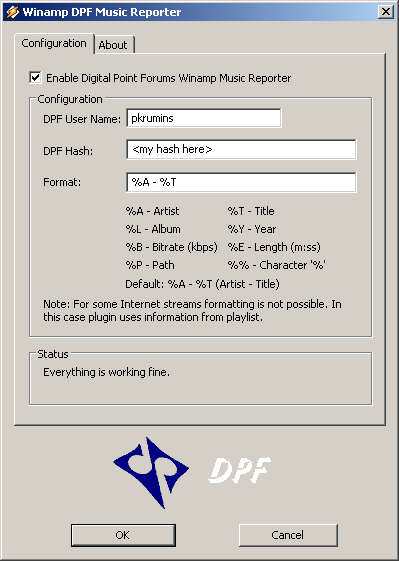 Winamp DPF Music Reporter
Configuration About
Enable Digital Point Forums Winamp Music Reporter
Configuration
DPF User Name: pkrumins
DPF Hash: <my hash here>
Format: %A - %T
%A - Artist %T - Title
%L - Album %Y - Year
%B - Bitrate (kbps) %E - Length (m:ss)
%P - Path %% - Character '%'
Default: %A - %T (Artist - Title)
Note: For some Internet streams formatting is not possible. In
this case plugin uses information from playlist.
Status
Everything is working fine.
DPF
OK Cancel